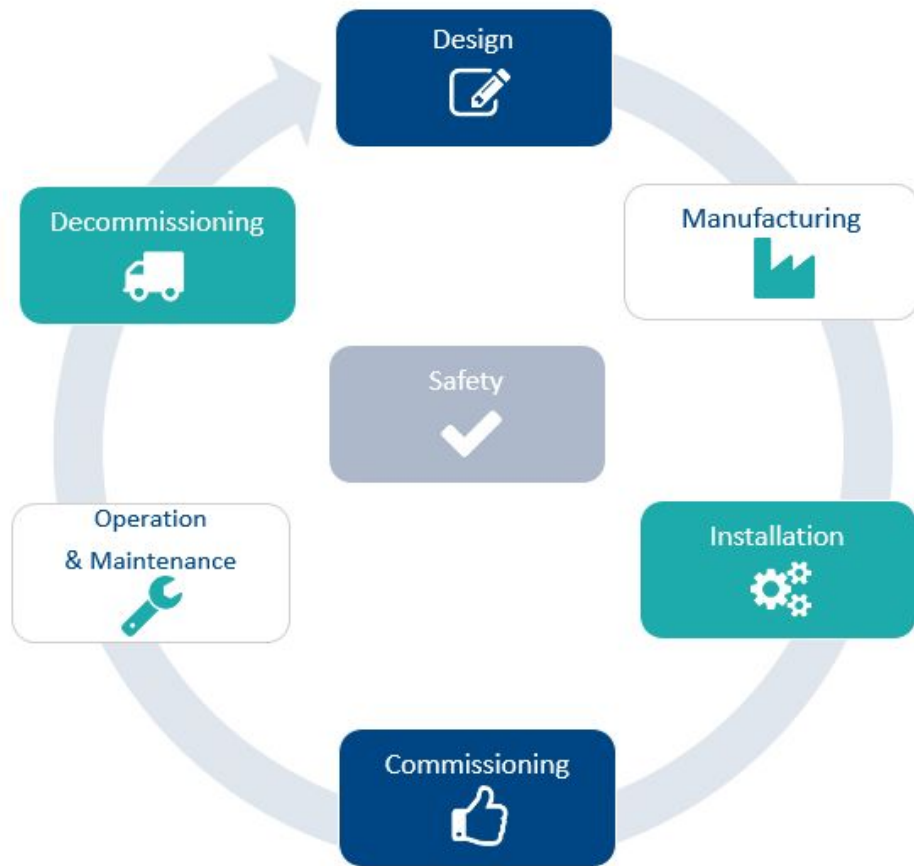 Design
Manufacturing
Installation
Commissioning
Operation
& Maintenance
Decommissioning
Safety